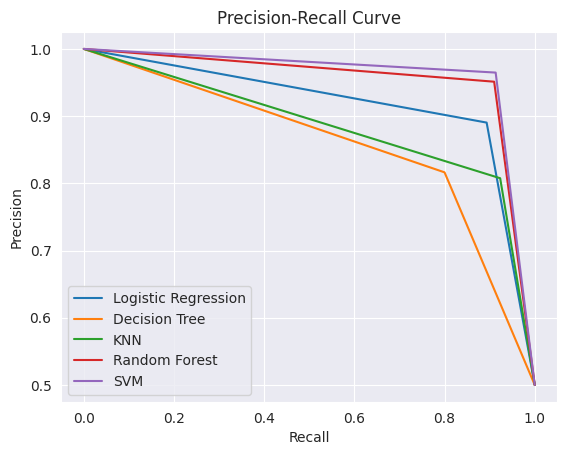 Precision-Recall Curve
1.0
0.9
0.8
0.7
0.6
0.5
Precision
Logistic Regression
Decision Tree
KNN
Random Forest
SVM
0.0 0.2 0.4 0.6 0.8 1.0
Recall